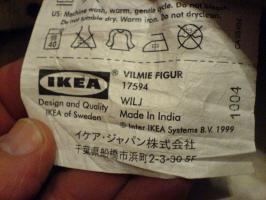 US: Machine wash, warm, gentle cycle. Do not bleach.
Do not tumble dry. Warm iron. Do not dryclean.
40
IKEA
VILMIE FIGUR
17594
Design and Quality
IKEA of Sweden
WILJ
Made In India
© Inter IKEA Systems B.V. 1999
1004
イケア・ジャパン株式会社
千葉県船橋市浜町2-3-30 5F